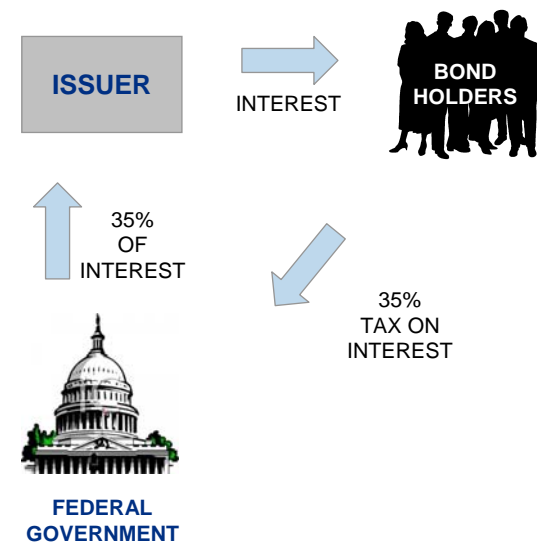 ISSUER
INTEREST
BOND
HOLDERS
35%
OF
INTEREST
35%
TAX ON
INTEREST
FEDERAL
GOVERNMENT